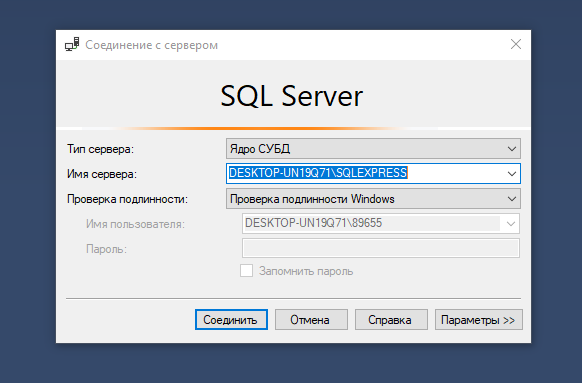 Соединение с сервером
SQL Server
Тип сервера: Ядро СУБД
Имя сервера: DESKTOP-UN19Q71\SQLEXPRESS
Проверка подлинности: Проверка подлинности Windows
Имя пользователя: DESKTOP-UN19Q71\89655
Пароль:
Запомнить пароль
Соединить Отмена Справка Параметры >>